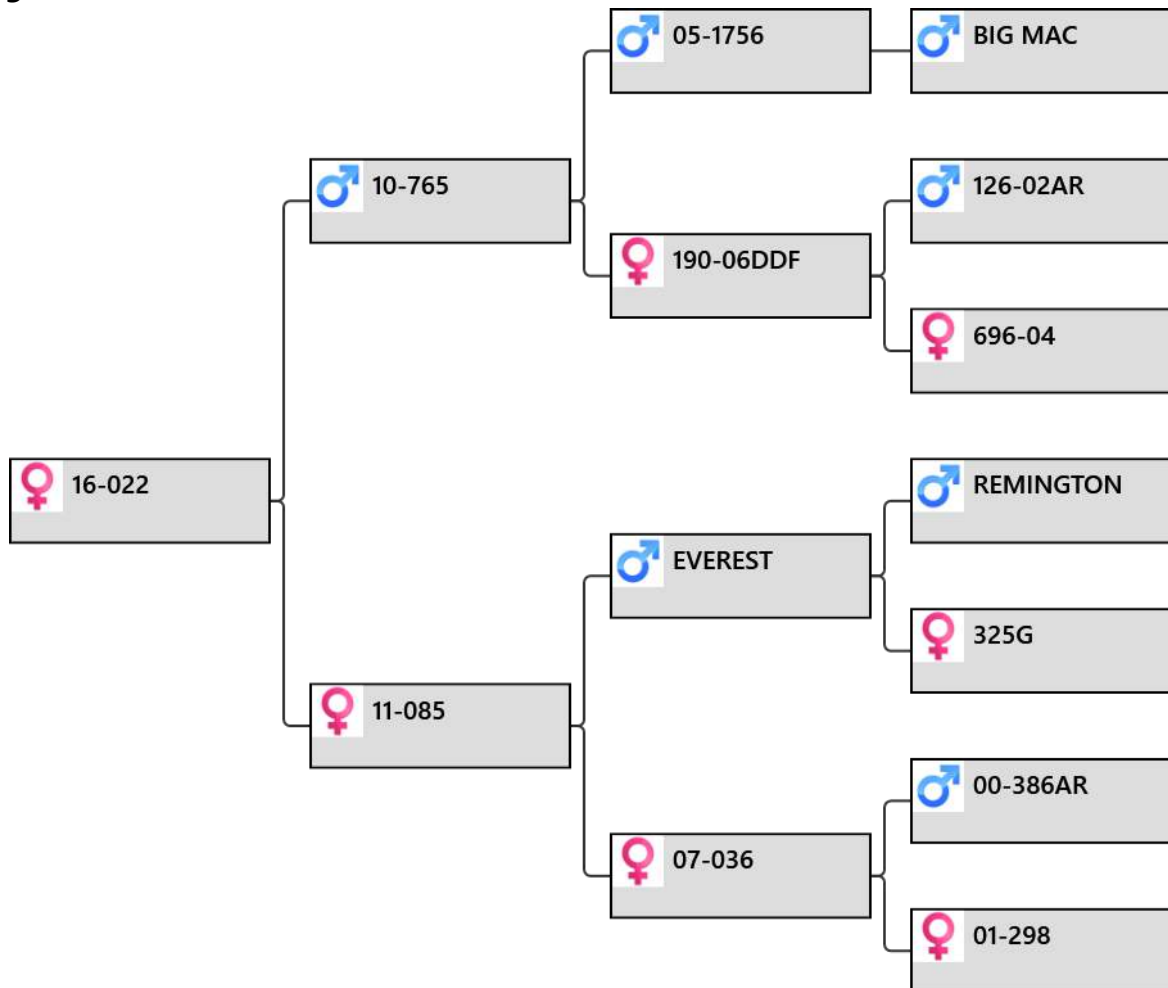 05-1756
BIG MAC
10-765
126-02AR
190-06DDF
696-04
16-022
REMINGTON
EVEREST
325G
11-085
00-386AR
07-036
01-298